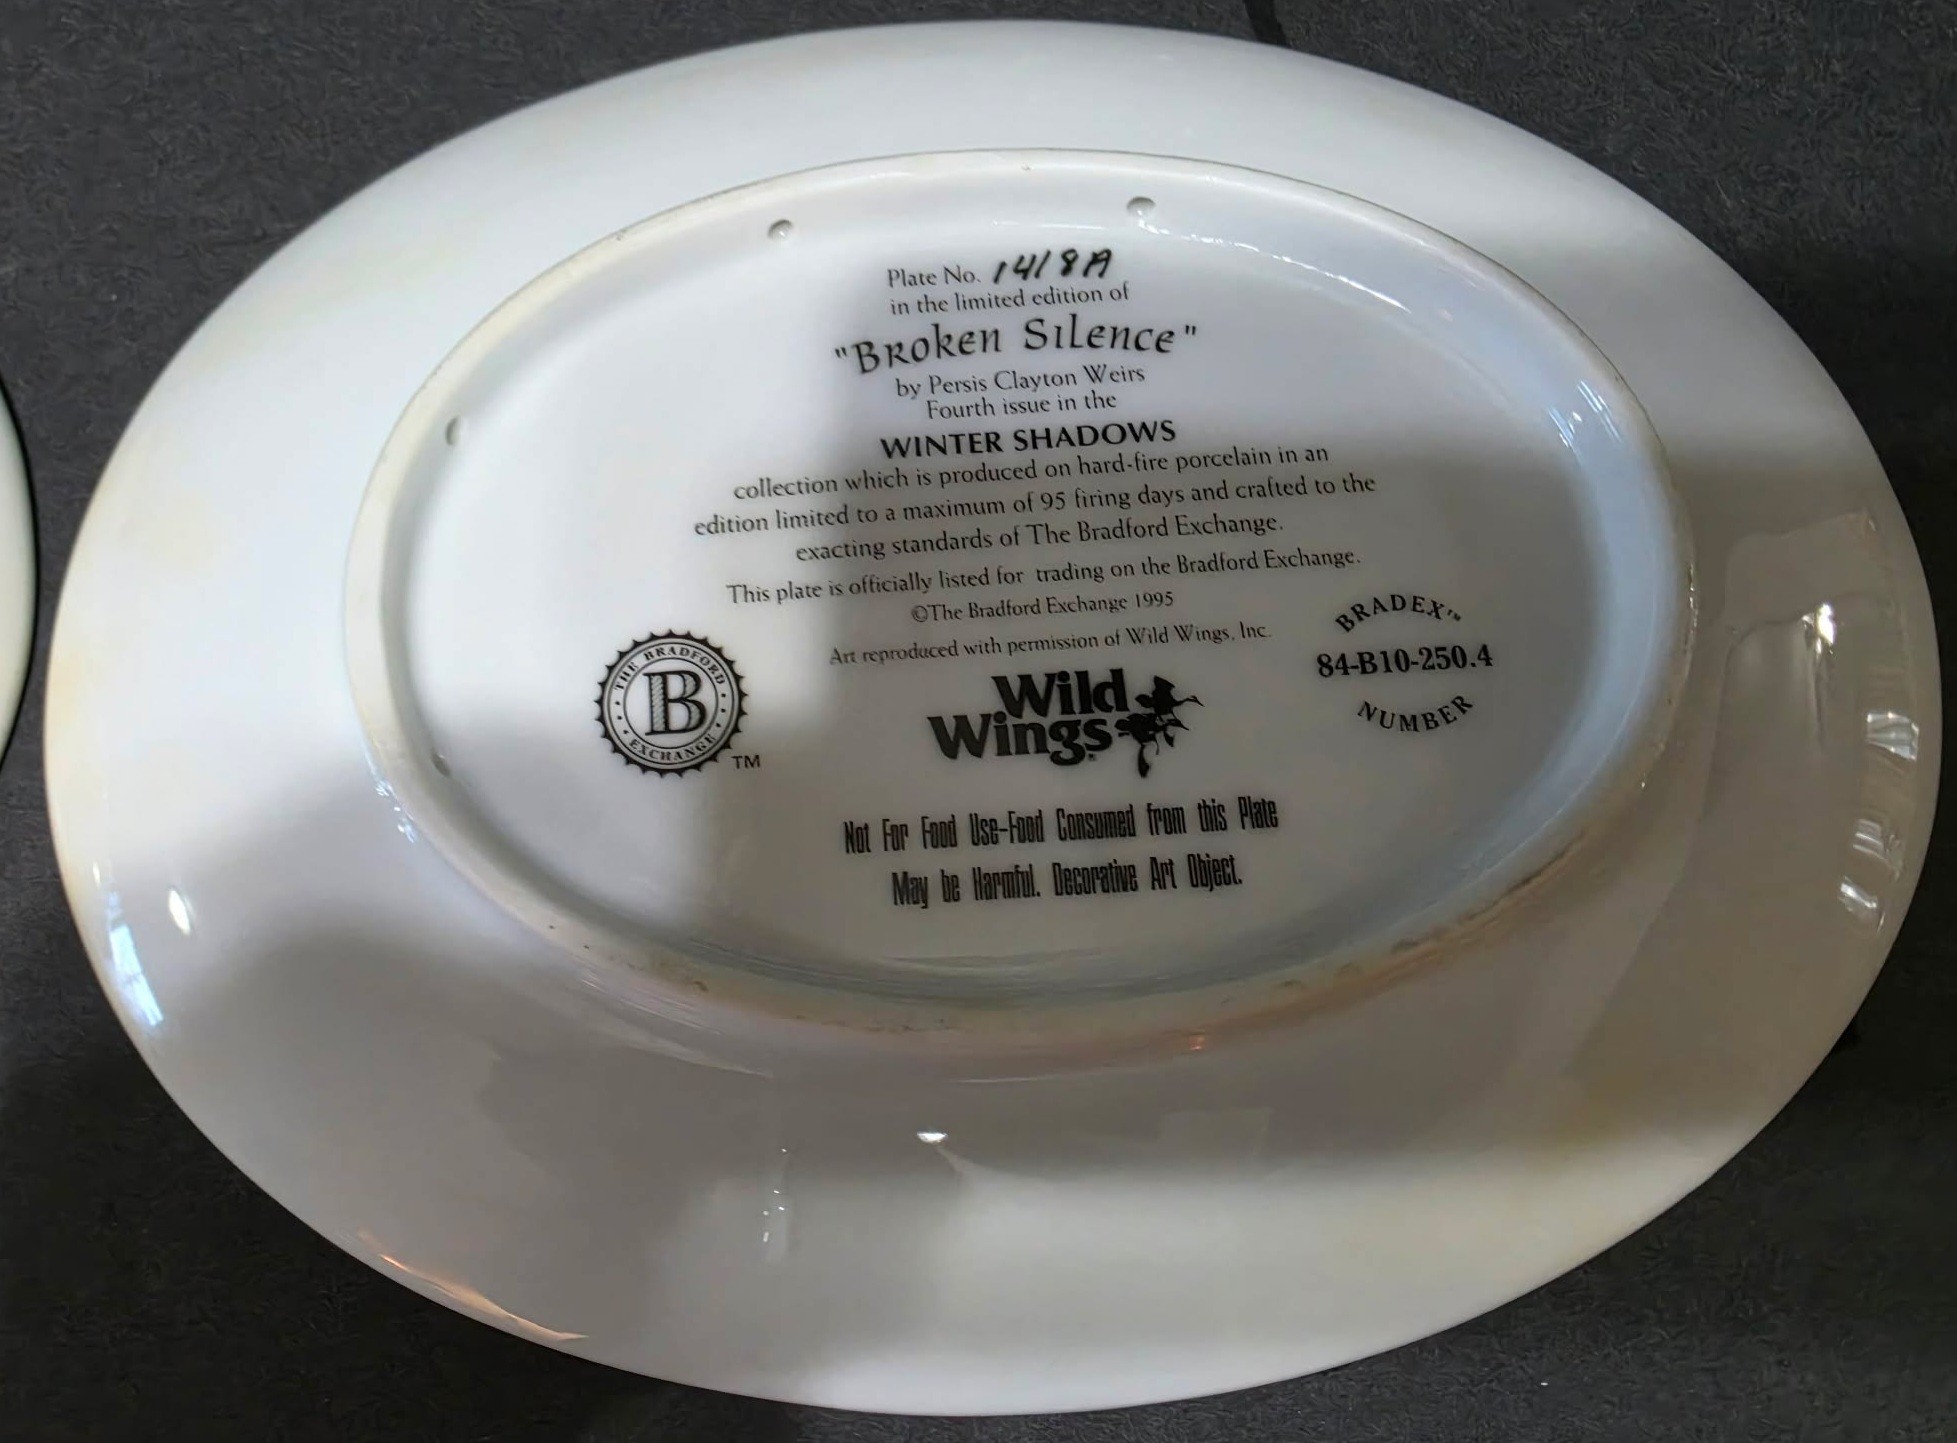 Plate No. 1418A
in the limited edition of
"Broken Silence"
by Persis Clayton Weirs
Fourth issue in the
WINTER SHADOWS
collection which is produced on hard-fire porcelain in an
edition limited to a maximum of 95 firing days and crafted to the
exacting standards of The Bradford Exchange.
This plate is officially listed for trading on the Bradford Exchange.
©The Bradford Exchange 1995
Art reproduced with permission of Wild Wings, Inc.
THE BRADFORD
B
EXCHANGE
TM
Wild
Wings®
BRADEX™
84-B10-250.4
NUMBER
Not For Food Use-Food Consumed from this Plate
May be Harmful. Decorative Art Object.